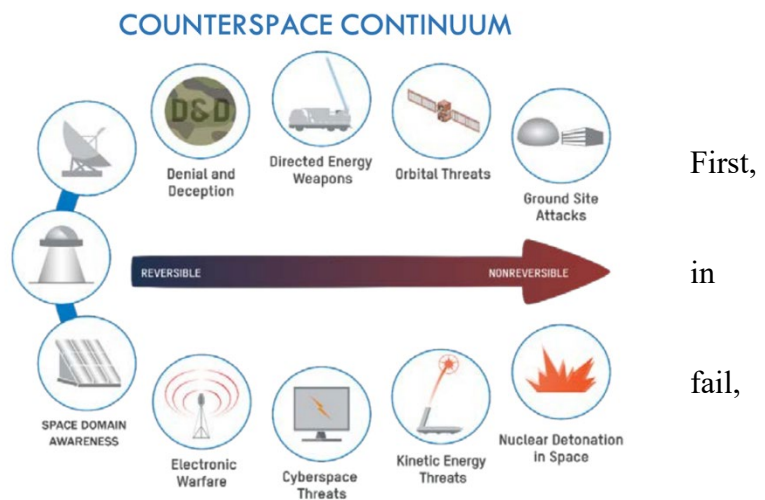 COUNTERSPACE CONTINUUM
D&D
Denial and
Deception
Directed Energy
Weapons
Orbital Threats
Ground Site
Attacks
First,
REVERSIBLE
NONREVERSIBLE
in
fail,
SPACE DOMAIN
AWARENESS
Electronic
Warfare
Cyberspace
Threats
Kinetic Energy
Threats
Nuclear Detonation
in Space